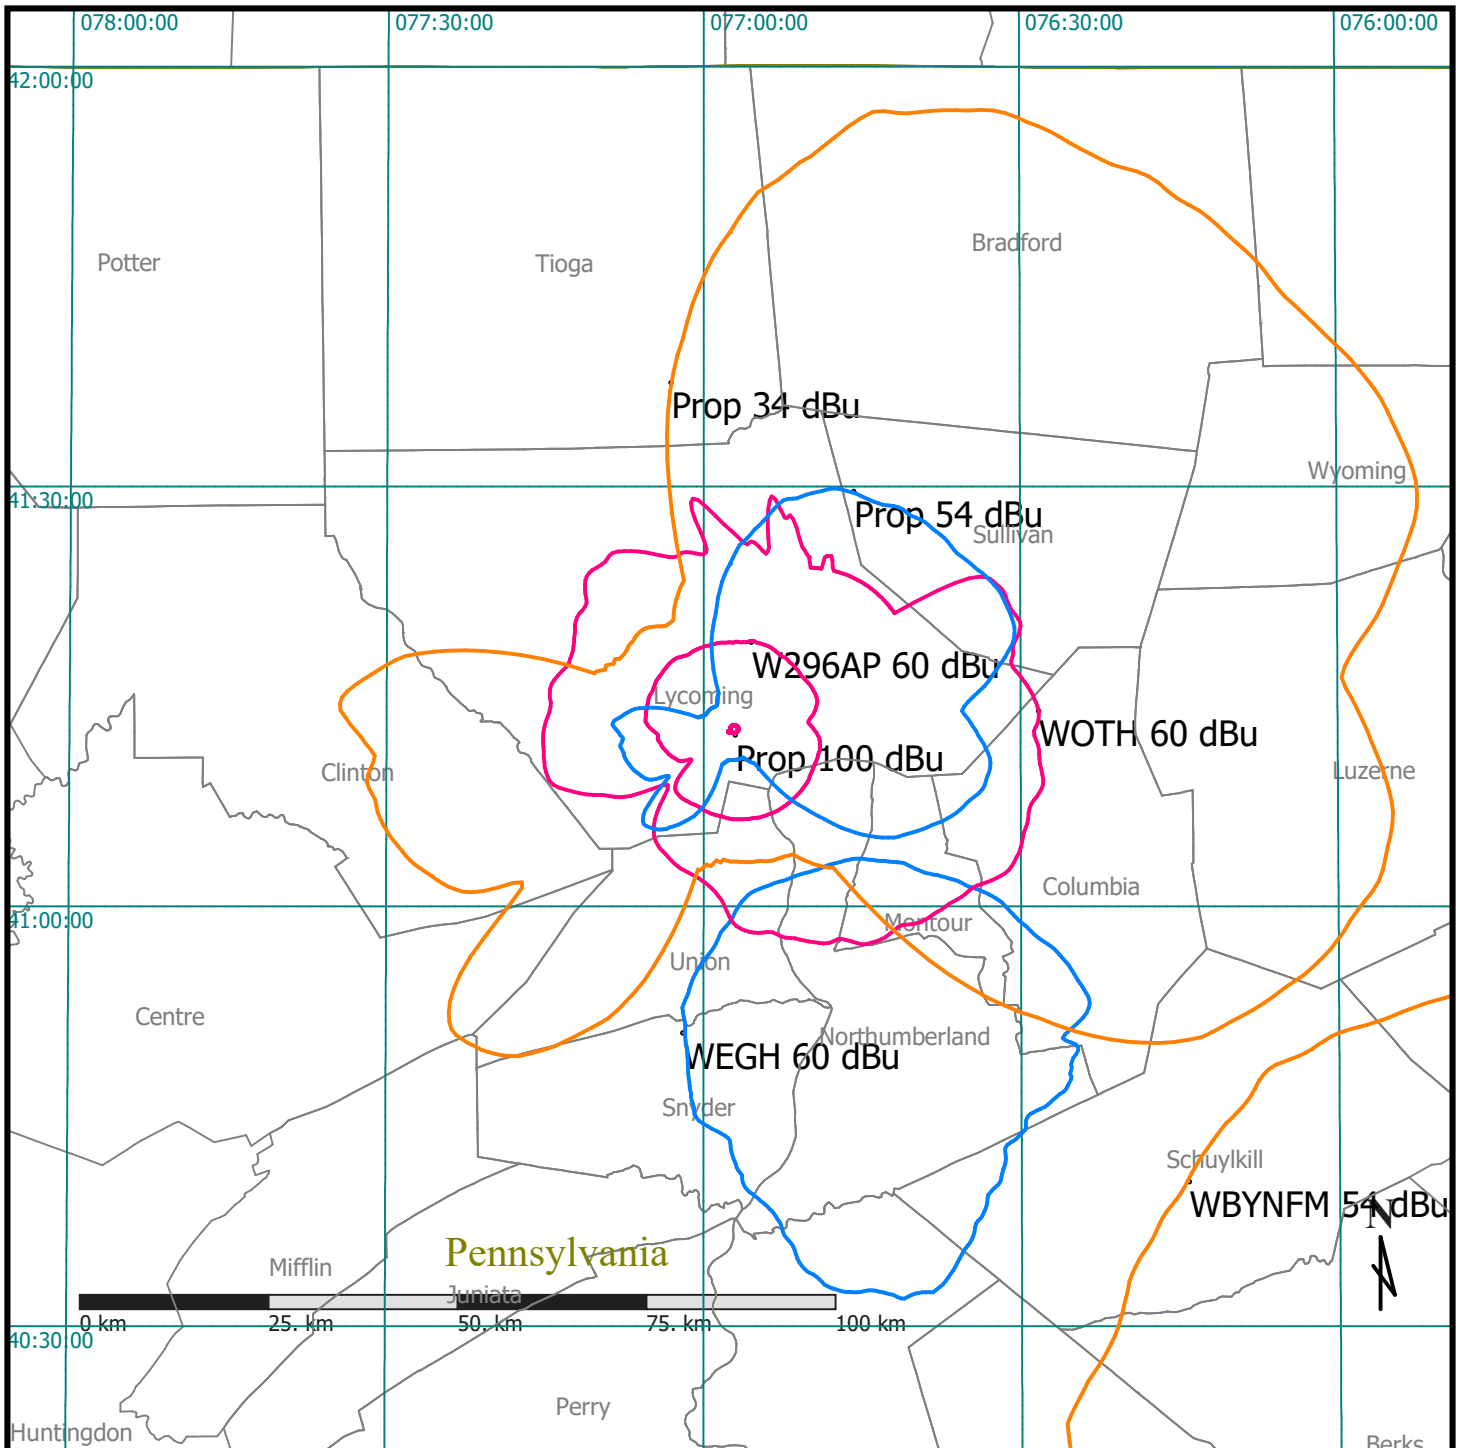 078:00:00
077:30:00
077:00:00
076:30:00
076:00:00
42:00:00
Bradford
Potter
Tioga
Prop 34 dBu
Wyoming
41:30:00
Prop 54 dBu
Sullivan
W296AP 60 dBu
Lycoming
WOTH 60 dBu
Prop 100 dBu
Clinton
Luzerne
Columbia
41:00:00
Montour
Union
Centre
Northumberland
WEGH 60 dBu
Snyder
Schuylkill
WBYNFM 54 dBu
N
Pennsylvania
Mifflin
Juniata
0 km
25. km
50. km
75. km
100 km
40:30:00
Perry
Huntingdon
Berks